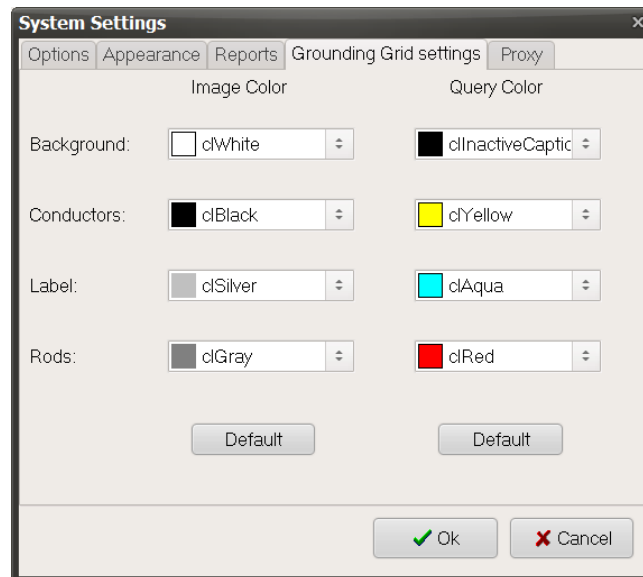 System Settings
Options Appearance Reports Grounding Grid settings Proxy
Image Color Query Color
Background: clWhite clInactiveCaptic
Conductors: clBlack clYellow
Label: clSilver clAqua
Rods: clGray clRed
Default Default
Ok Cancel